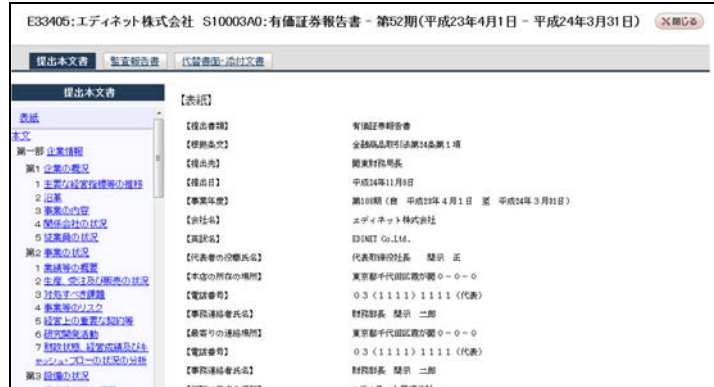 E33405:エディネット株式会社 S10003A0:有価証券報告書 - 第52期(平成23年4月1日 - 平成24年3月31日)
×閉じる
提出本文書
監査報告書
代替書面・添付文書
提出本文書
表紙
本文
第一部 企業情報
第1 企業の概況
1 主要な経営指標等の推移
2 沿革
3 事業の内容
4 関係会社の状況
5 従業員の状況
第2 事業の状況
1 業績等の概要
2 生産、受注及び販売の状況
3 対処すべき課題
4 事業等のリスク
5 経営上の重要な契約等
6 研究開発活動
7 財政状態、経営成績及びキ
ャッシュ・フローの状況の分析
第3 設備の状況
【表紙】
【提出書類】 有価証券報告書
【根拠条文】 金融商品取引法第24条第1項
【提出先】 関東財務局長
【提出日】 平成24年11月9日
【事業年度】 第108期(自 平成23年4月1日 至 平成24年3月31日)
【会社名】 エディネット株式会社
【英訳名】 EDINET Co.Ltd.
【代表者の役職氏名】 代表取締役社長 開示 正
【本店の所在の場所】 東京都千代田区霞が関0-0-0
【電話番号】 03(1111)1111(代表)
【事務連絡者氏名】 財務部長 開示 二郎
【最寄りの連絡場所】 東京都千代田区霞が関0-0-0
【電話番号】 03(1111)1111(代表)
【事務連絡者氏名】 財務部長 開示 二郎